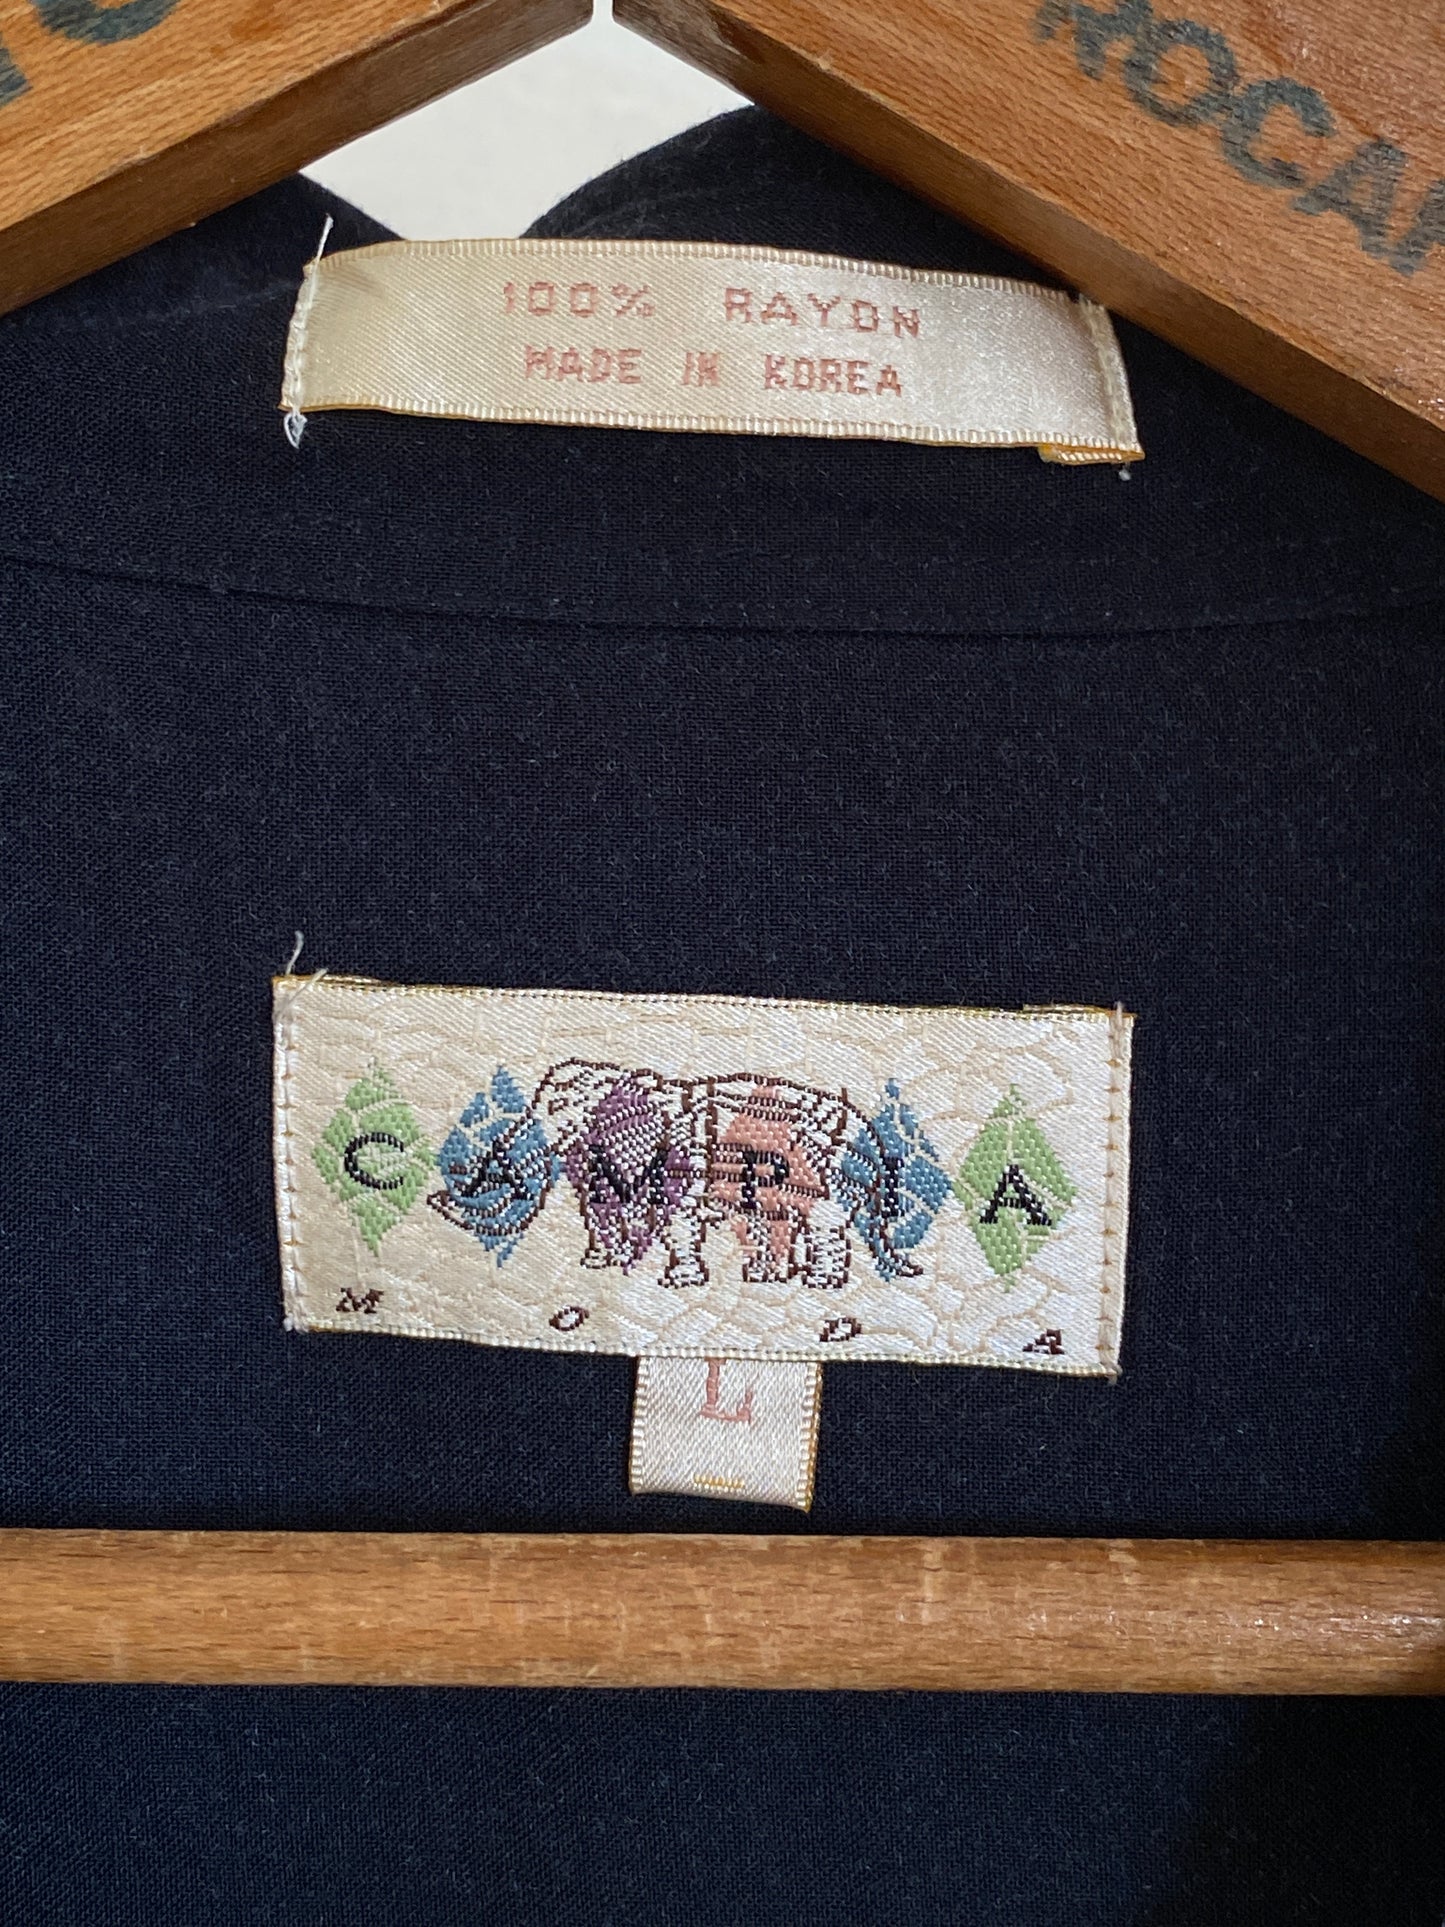 100% RAYON
MADE IN KOREA
CAMPIA
MODA
L